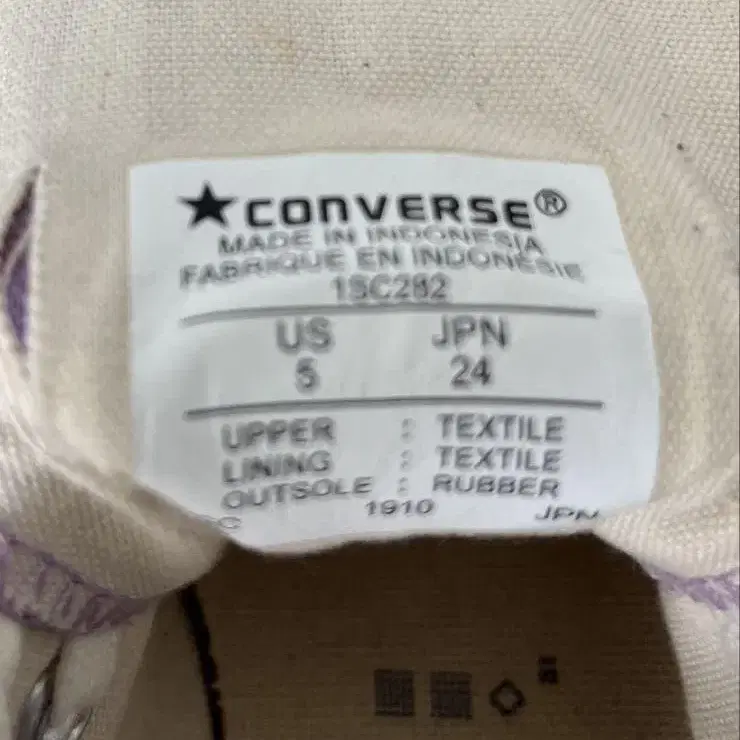 ★CONVERSE®
MADE IN INDONESIA
FABRIQUE EN INDONESIE
1SC282
US JPN
5 24
UPPER : TEXTILE
LINING : TEXTILE
OUTSOLE : RUBBER
1910 JPN